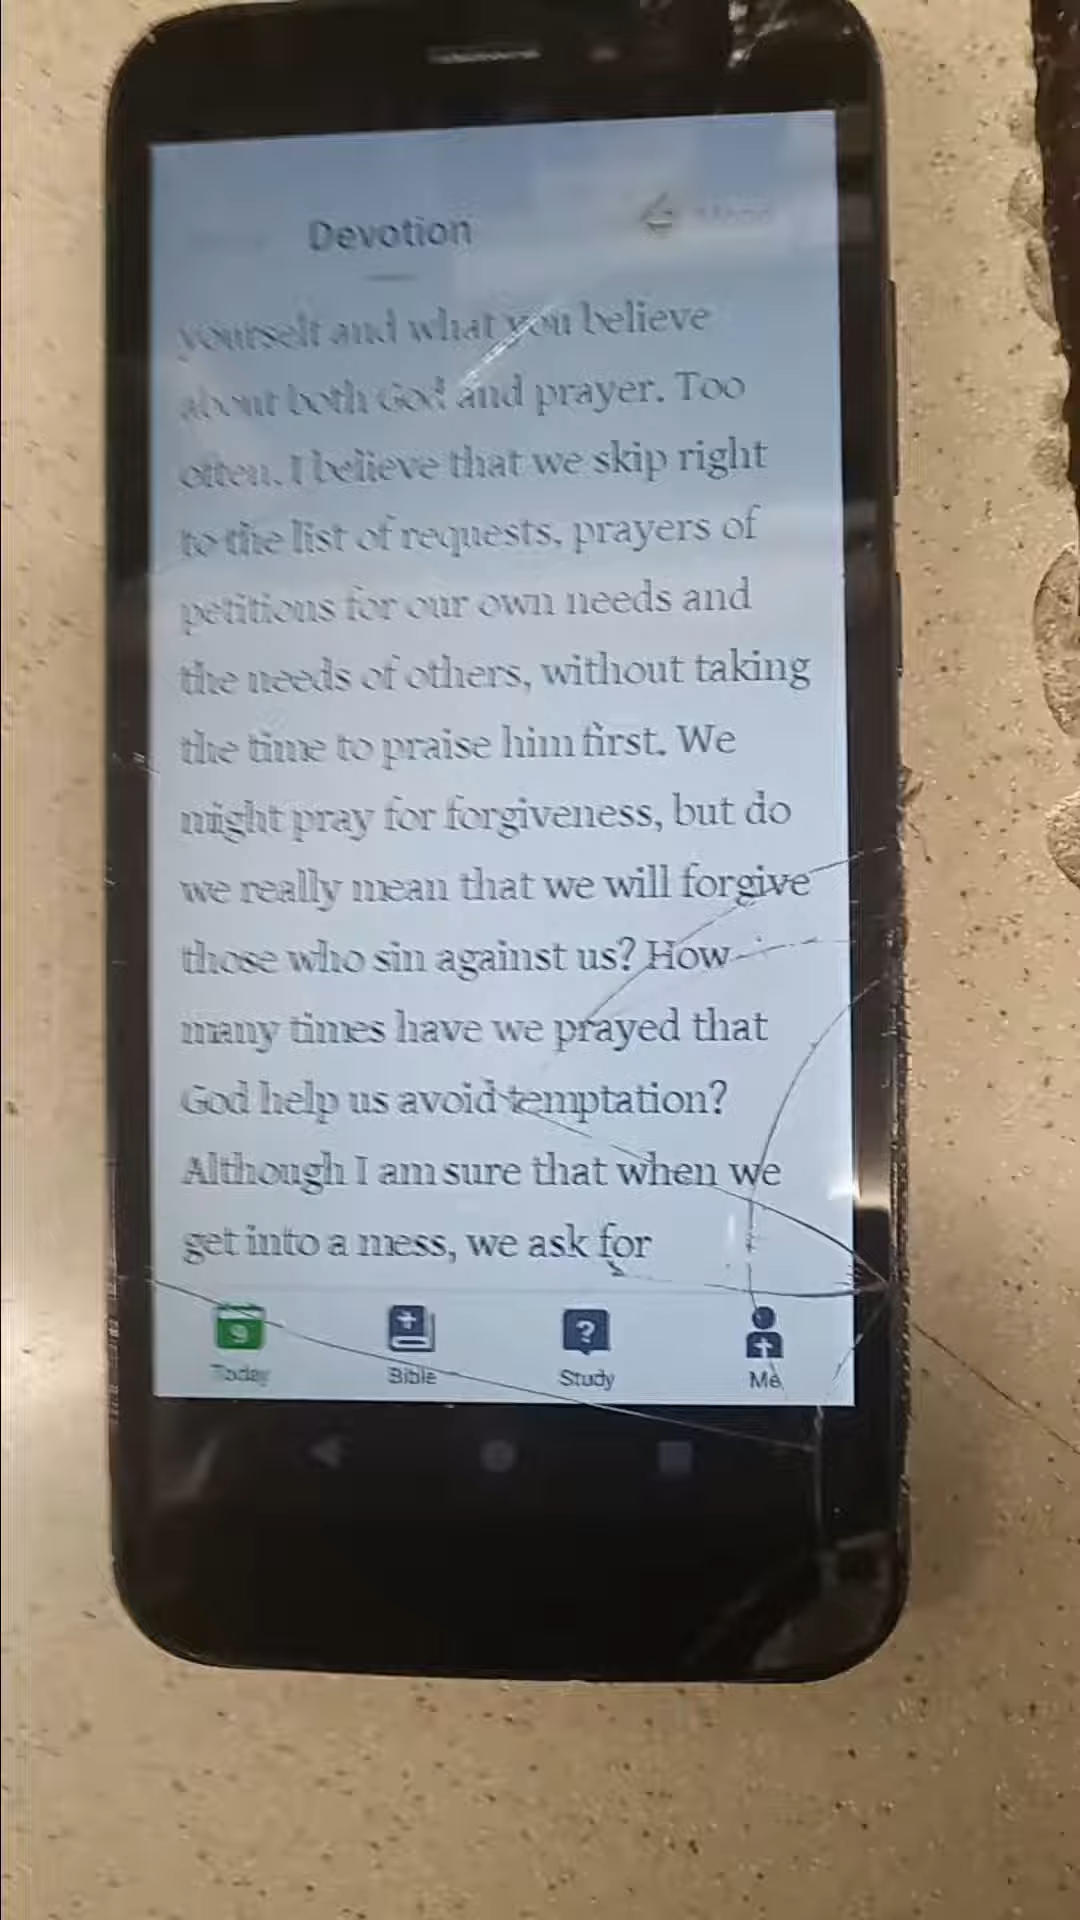 Devotion
yourself and what you believe
about both God and prayer. Too
often, I believe that we skip right
to the list of requests, prayers of
petitions for our own needs and
the needs of others, without taking
the time to praise him first. We
might pray for forgiveness, but do
we really mean that we will forgive
those who sin against us? How
many times have we prayed that
God help us avoid temptation?
Although I am sure that when we
get into a mess, we ask for
9
?
Today Bible Study Me